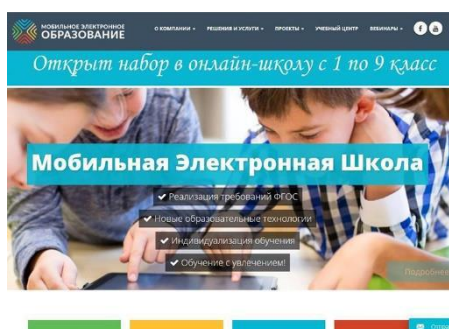 МОБИЛЬНОЕ ЭЛЕКТРОННОЕ
ОБРАЗОВАНИЕ
О КОМПАНИИ РЕШЕНИЯ И УСЛУГИ ПРОЕКТЫ УЧЕБНЫЙ ЦЕНТР ВЕБИНАРЫ
Открыт набор в онлайн-школу с 1 по 9 класс
Мобильная Электронная Школа
✔ Реализация требований ФГОС
✔ Новые образовательные технологии
✔ Индивидуализация обучения
✔ Обучение с увлечением!
Подробнее